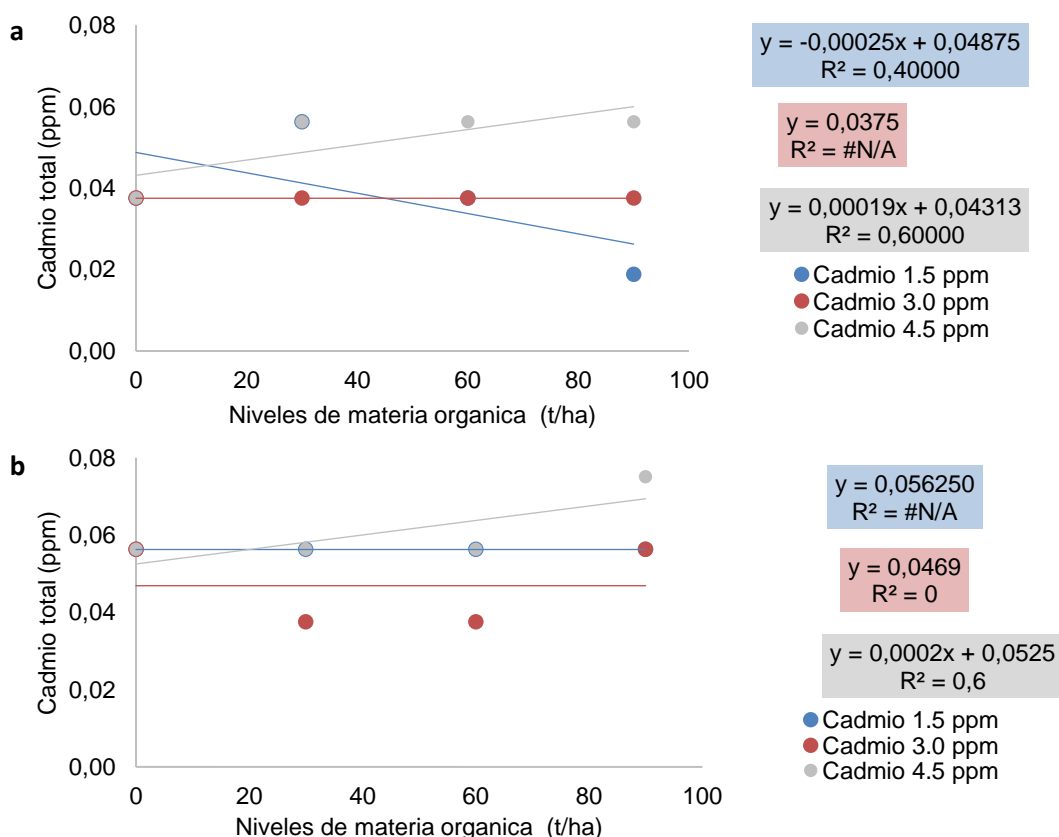 a
Cadmio total (ppm)
0,08
0,06
0,04
0,02
0,00
0 20 40 60 80 100
Niveles de materia organica (t/ha)
y = -0,00025x + 0,04875
R² = 0,40000
y = 0,0375
R² = #N/A
y = 0,00019x + 0,04313
R² = 0,60000
Cadmio 1.5 ppm
Cadmio 3.0 ppm
Cadmio 4.5 ppm
b
Cadmio total (ppm)
0,08
0,06
0,04
0,02
0,00
0 20 40 60 80 100
Niveles de materia organica (t/ha)
y = 0,056250
R² = #N/A
y = 0,0469
R² = 0
y = 0,0002x + 0,0525
R² = 0,6
Cadmio 1.5 ppm
Cadmio 3.0 ppm
Cadmio 4.5 ppm